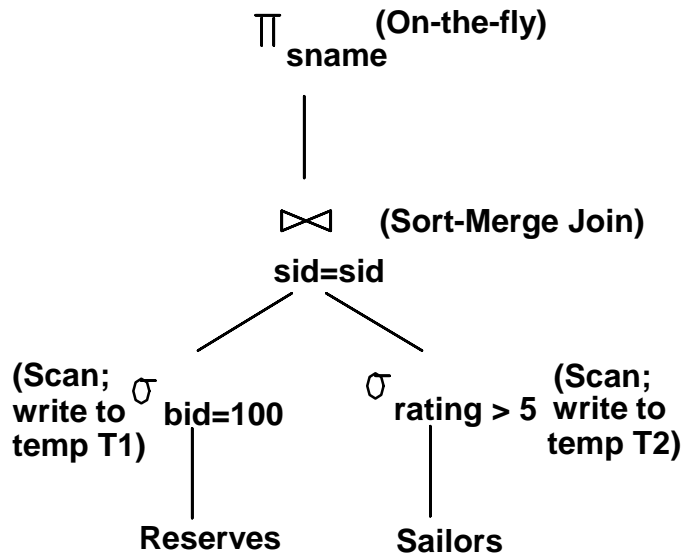 π (On-the-fly)
sname
⋈ (Sort-Merge Join)
sid=sid
(Scan;
write to
temp T1)
σ
bid=100
σ
rating > 5
(Scan;
write to
temp T2)
Reserves
Sailors